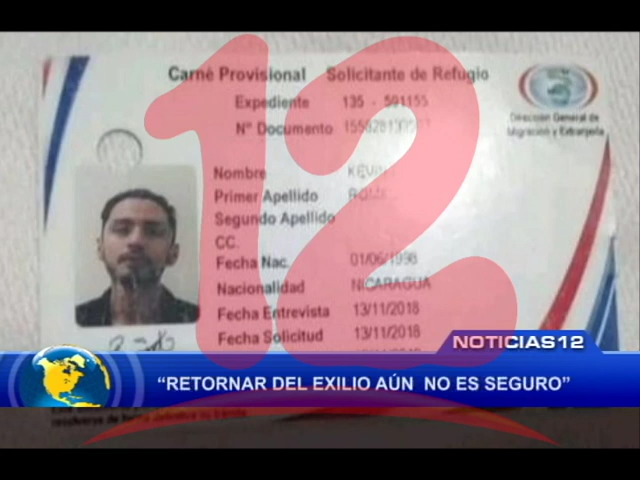 12
Carné Provisional Solicitante de Refugio
Expediente 135 - 591155
N° Documento
Dirección General de
Migración y Extranjería
Nombre KEVIN
Primer Apellido
Segundo Apellido
CC.
Fecha Nac. 01/06/1998
Nacionalidad NICARAGUA
Fecha Entrevista 13/11/2018
Fecha Solicitud 13/11/2018
NOTICIAS12
“RETORNAR DEL EXILIO AÚN NO ES SEGURO”